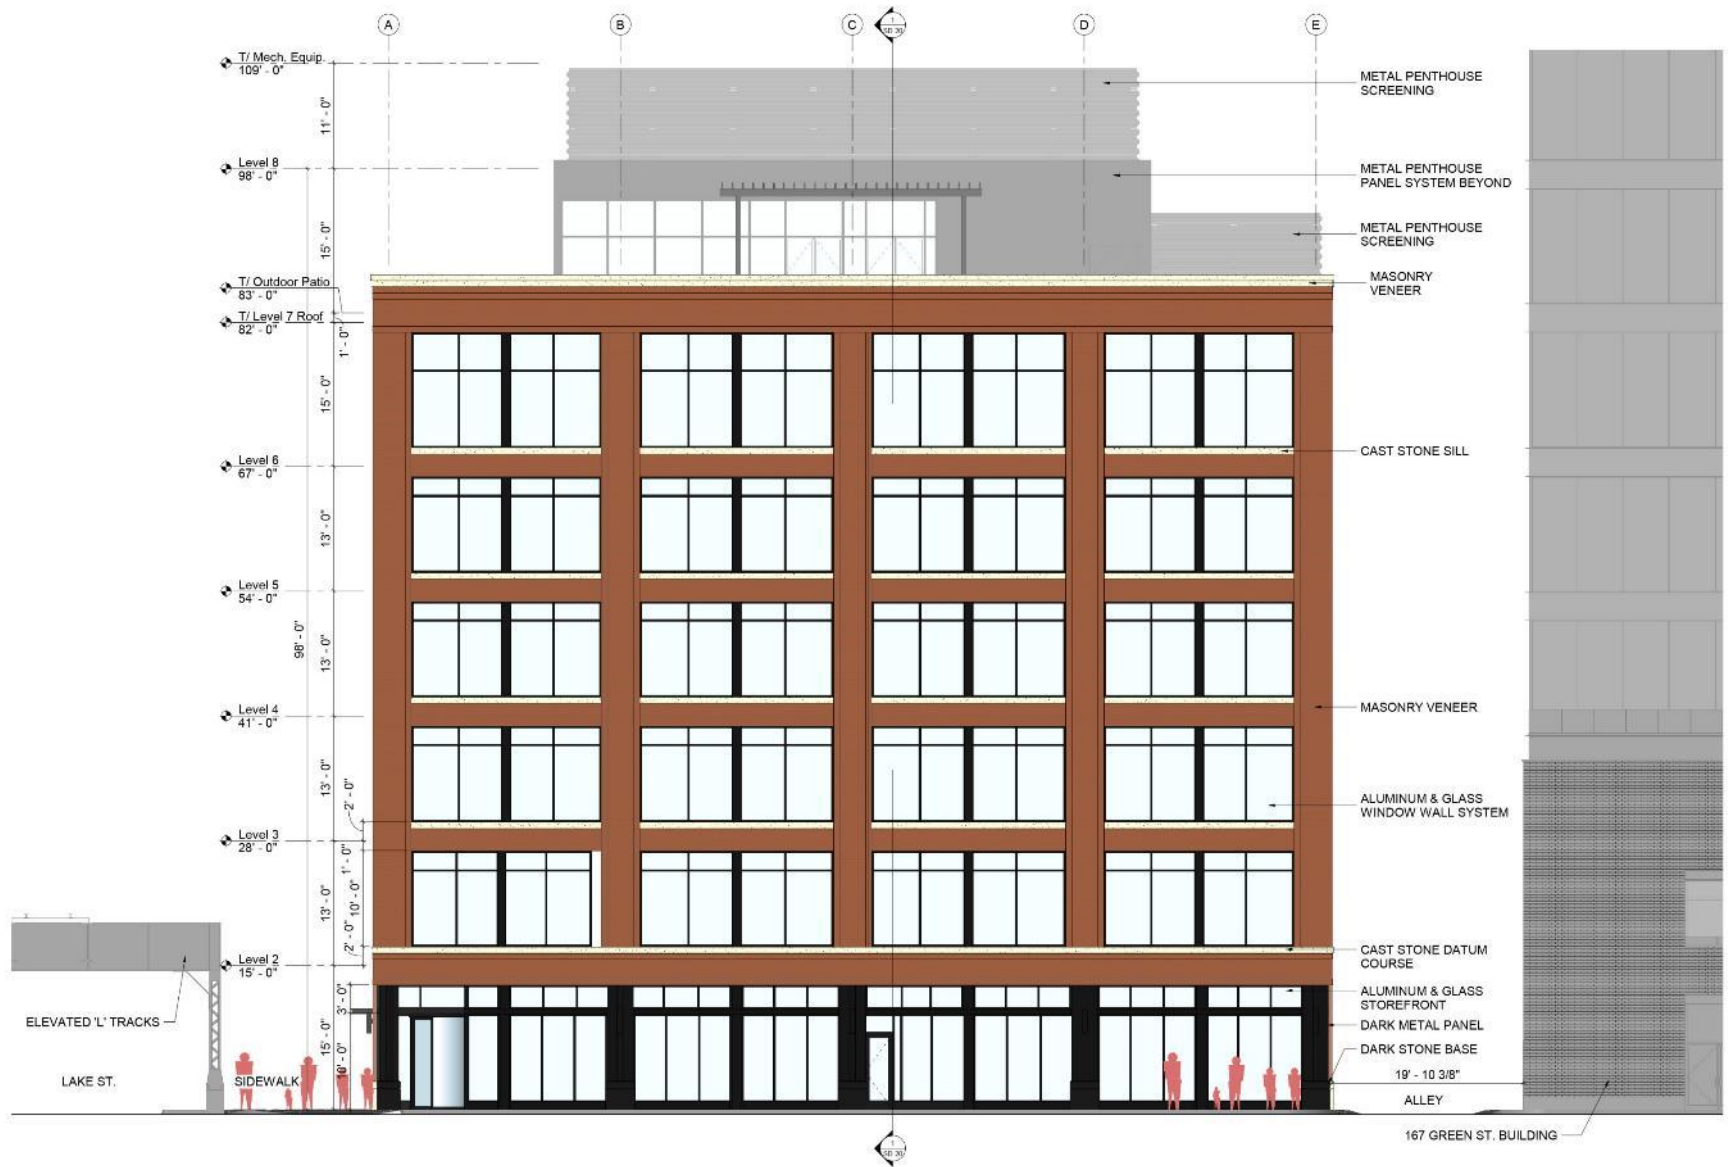 A
B
C
1
SD 20
D
E
T/ Mech. Equip.
109' - 0"
11' - 0"
METAL PENTHOUSE
SCREENING
Level 8
98' - 0"
METAL PENTHOUSE
PANEL SYSTEM BEYOND
15' - 0"
METAL PENTHOUSE
SCREENING
T/ Outdoor Patio
83' - 0"
MASONRY
VENEER
T/ Level 7 Roof
82' - 0"
1' - 0"
15' - 0"
CAST STONE SILL
Level 6
67' - 0"
13' - 0"
Level 5
54' - 0"
98' - 0"
13' - 0"
Level 4
41' - 0"
MASONRY VENEER
13' - 0"
2' - 0"
ALUMINUM & GLASS
WINDOW WALL SYSTEM
Level 3
28' - 0"
1' - 0"
13' - 0"
10' - 0"
2' - 0"
CAST STONE DATUM
COURSE
Level 2
15' - 0"
ALUMINUM & GLASS
STOREFRONT
3' - 0"
ELEVATED 'L' TRACKS
DARK METAL PANEL
15' - 0"
10' - 0"
DARK STONE BASE
LAKE ST.
SIDEWALK
19' - 10 3/8"
ALLEY
167 GREEN ST. BUILDING
1
SD 20